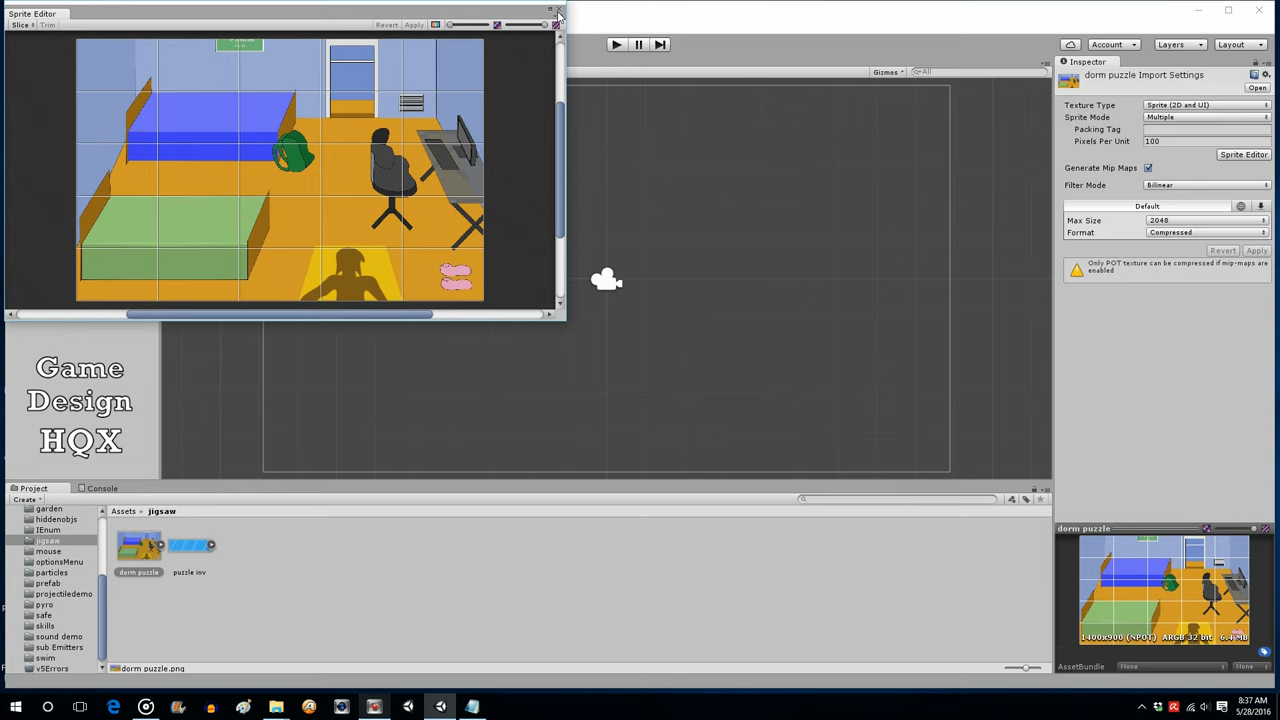 Sprite Editor
Slice
Trim
Revert
Apply
Account
Layers
Layout
Gizmos
All
Inspector
dorm puzzle Import Settings
Open
Texture Type
Sprite (2D and UI)
Sprite Mode
Multiple
Packing Tag
Pixels Per Unit
100
Sprite Editor
Generate Mip Maps
Filter Mode
Bilinear
Default
Max Size
2048
Format
Compressed
Revert
Apply
Only POT texture can be compressed if mip-maps are
enabled
Game
Design
HQX
Project
Console
Create
garden
hiddenobjs
IEnum
jigsaw
mouse
optionsMenu
particles
prefab
projectiledemo
pyro
safe
skills
sound demo
sub Emitters
swim
v5Errors
Assets
jigsaw
dorm puzzle
puzzle inv
dorm puzzle.png
dorm puzzle
1400x900 (NPOT) ARGB 32 bit 6.4 MB
AssetBundle
None
None
8:37 AM
5/28/2016